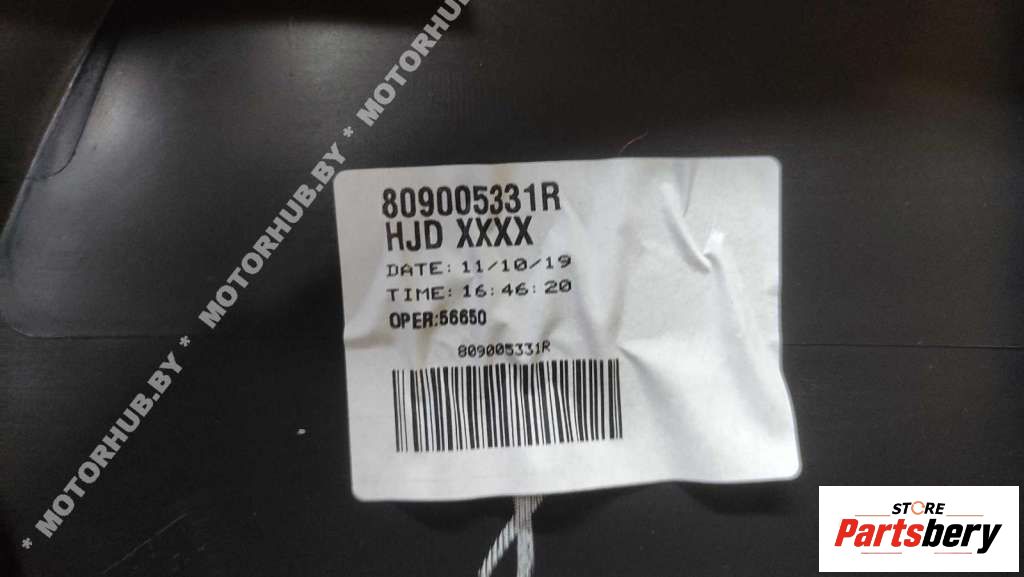 * MOTORHUB.BY * MOTORHUB.BY * MOTORHUB.BY * MOTORHUB
809005331R
HJD XXXX
DATE: 11/10/19
TIME: 16:46:20
OPER:56650
809005331R
STORE
Partsbery